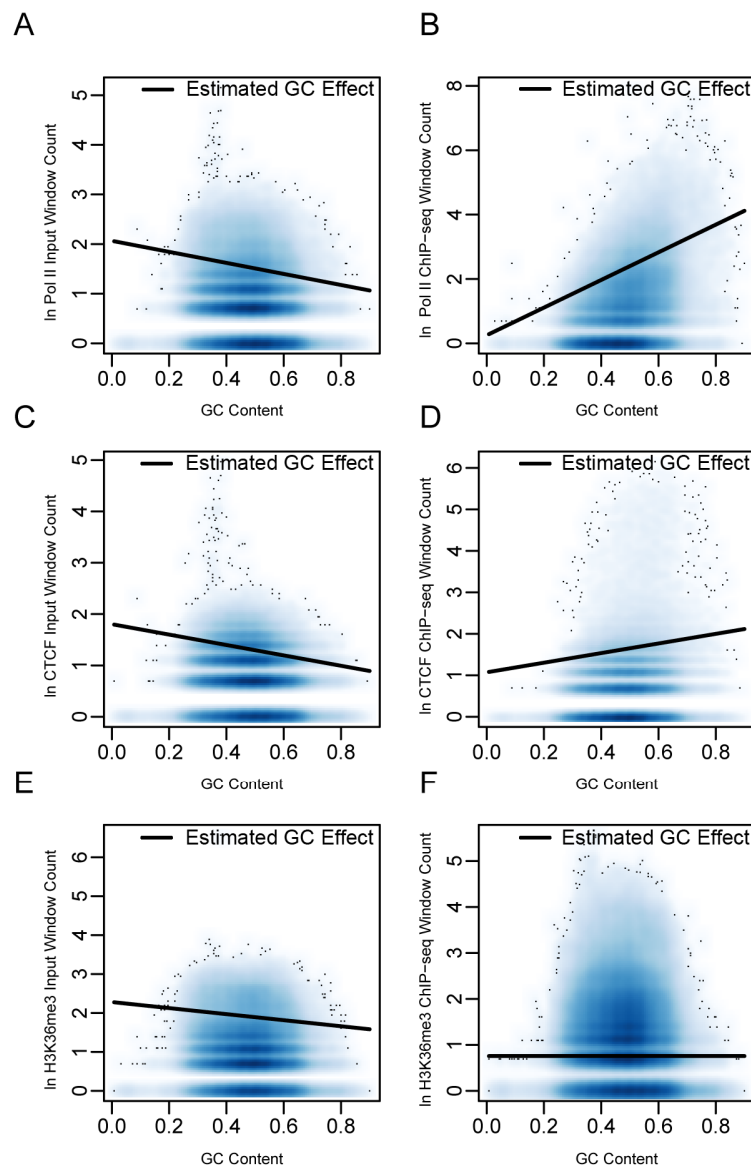 A
B
Estimated GC Effect
Estimated GC Effect
ln Pol II Input Window Count
0 1 2 3 4 5
0.0 0.2 0.4 0.6 0.8
GC Content
ln Pol II ChIP−seq Window Count
0 2 4 6 8
0.0 0.2 0.4 0.6 0.8
GC Content
C
D
Estimated GC Effect
Estimated GC Effect
ln CTCF Input Window Count
0 1 2 3 4 5
0.0 0.2 0.4 0.6 0.8
GC Content
ln CTCF ChIP−seq Window Count
0 1 2 3 4 5 6
0.0 0.2 0.4 0.6 0.8
GC Content
E
F
Estimated GC Effect
Estimated GC Effect
ln H3K36me3 Input Window Count
0 1 2 3 4 5 6
0.0 0.2 0.4 0.6 0.8
GC Content
ln H3K36me3 ChIP−seq Window Count
0 1 2 3 4 5
0.0 0.2 0.4 0.6 0.8
GC Content